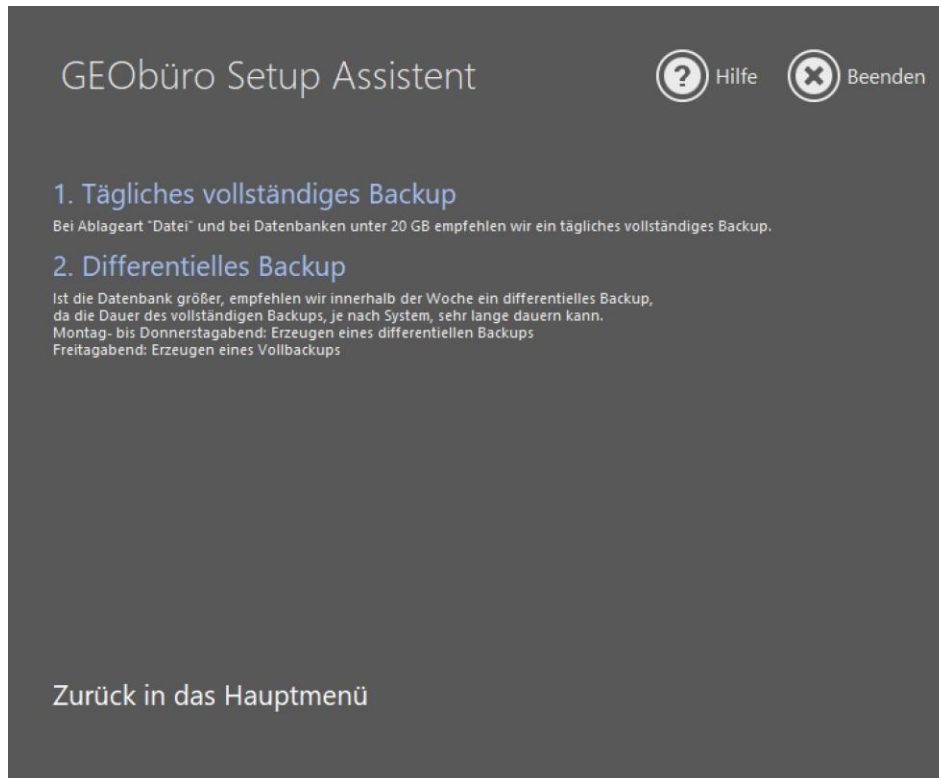 GEObüro Setup Assistent
? Hilfe
Beenden
1. Tägliches vollständiges Backup
Bei Ablageart "Datei" und bei Datenbanken unter 20 GB empfehlen wir ein tägliches vollständiges Backup.
2. Differentielles Backup
Ist die Datenbank größer, empfehlen wir innerhalb der Woche ein differentielles Backup,
da die Dauer des vollständigen Backups, je nach System, sehr lange dauern kann.
Montag- bis Donnerstagabend: Erzeugen eines differentiellen Backups
Freitagabend: Erzeugen eines Vollbackups
Zurück in das Hauptmenü